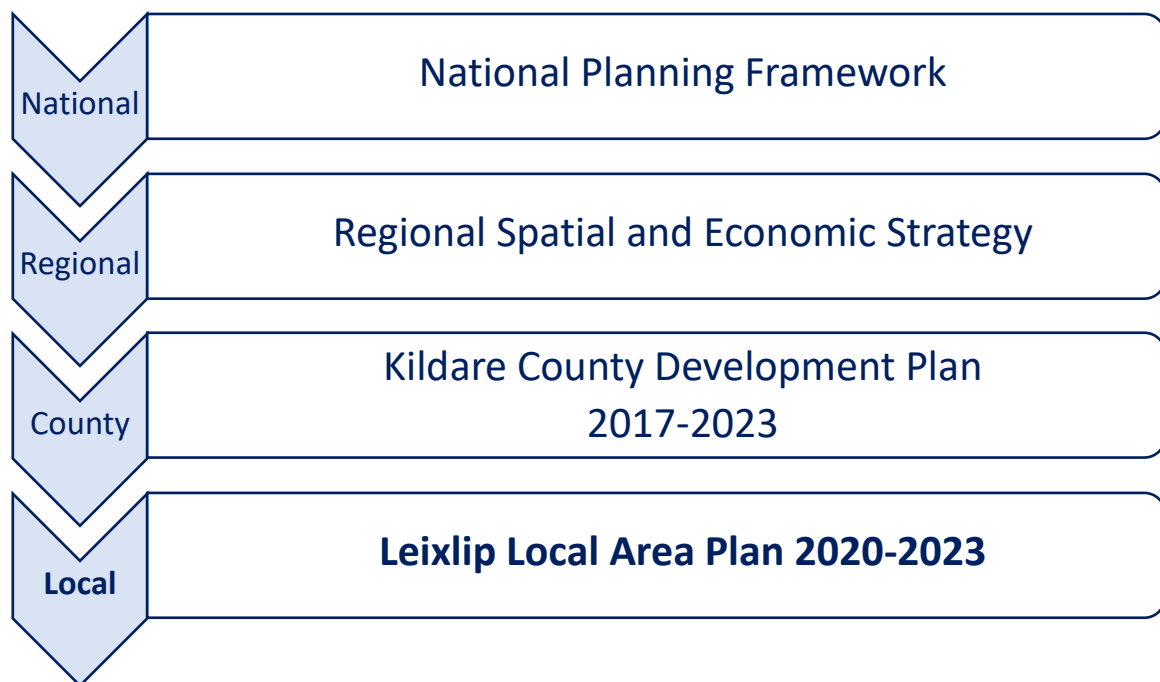 National
National Planning Framework
Regional
Regional Spatial and Economic Strategy
County
Kildare County Development Plan
2017-2023
Local
Leixlip Local Area Plan 2020-2023